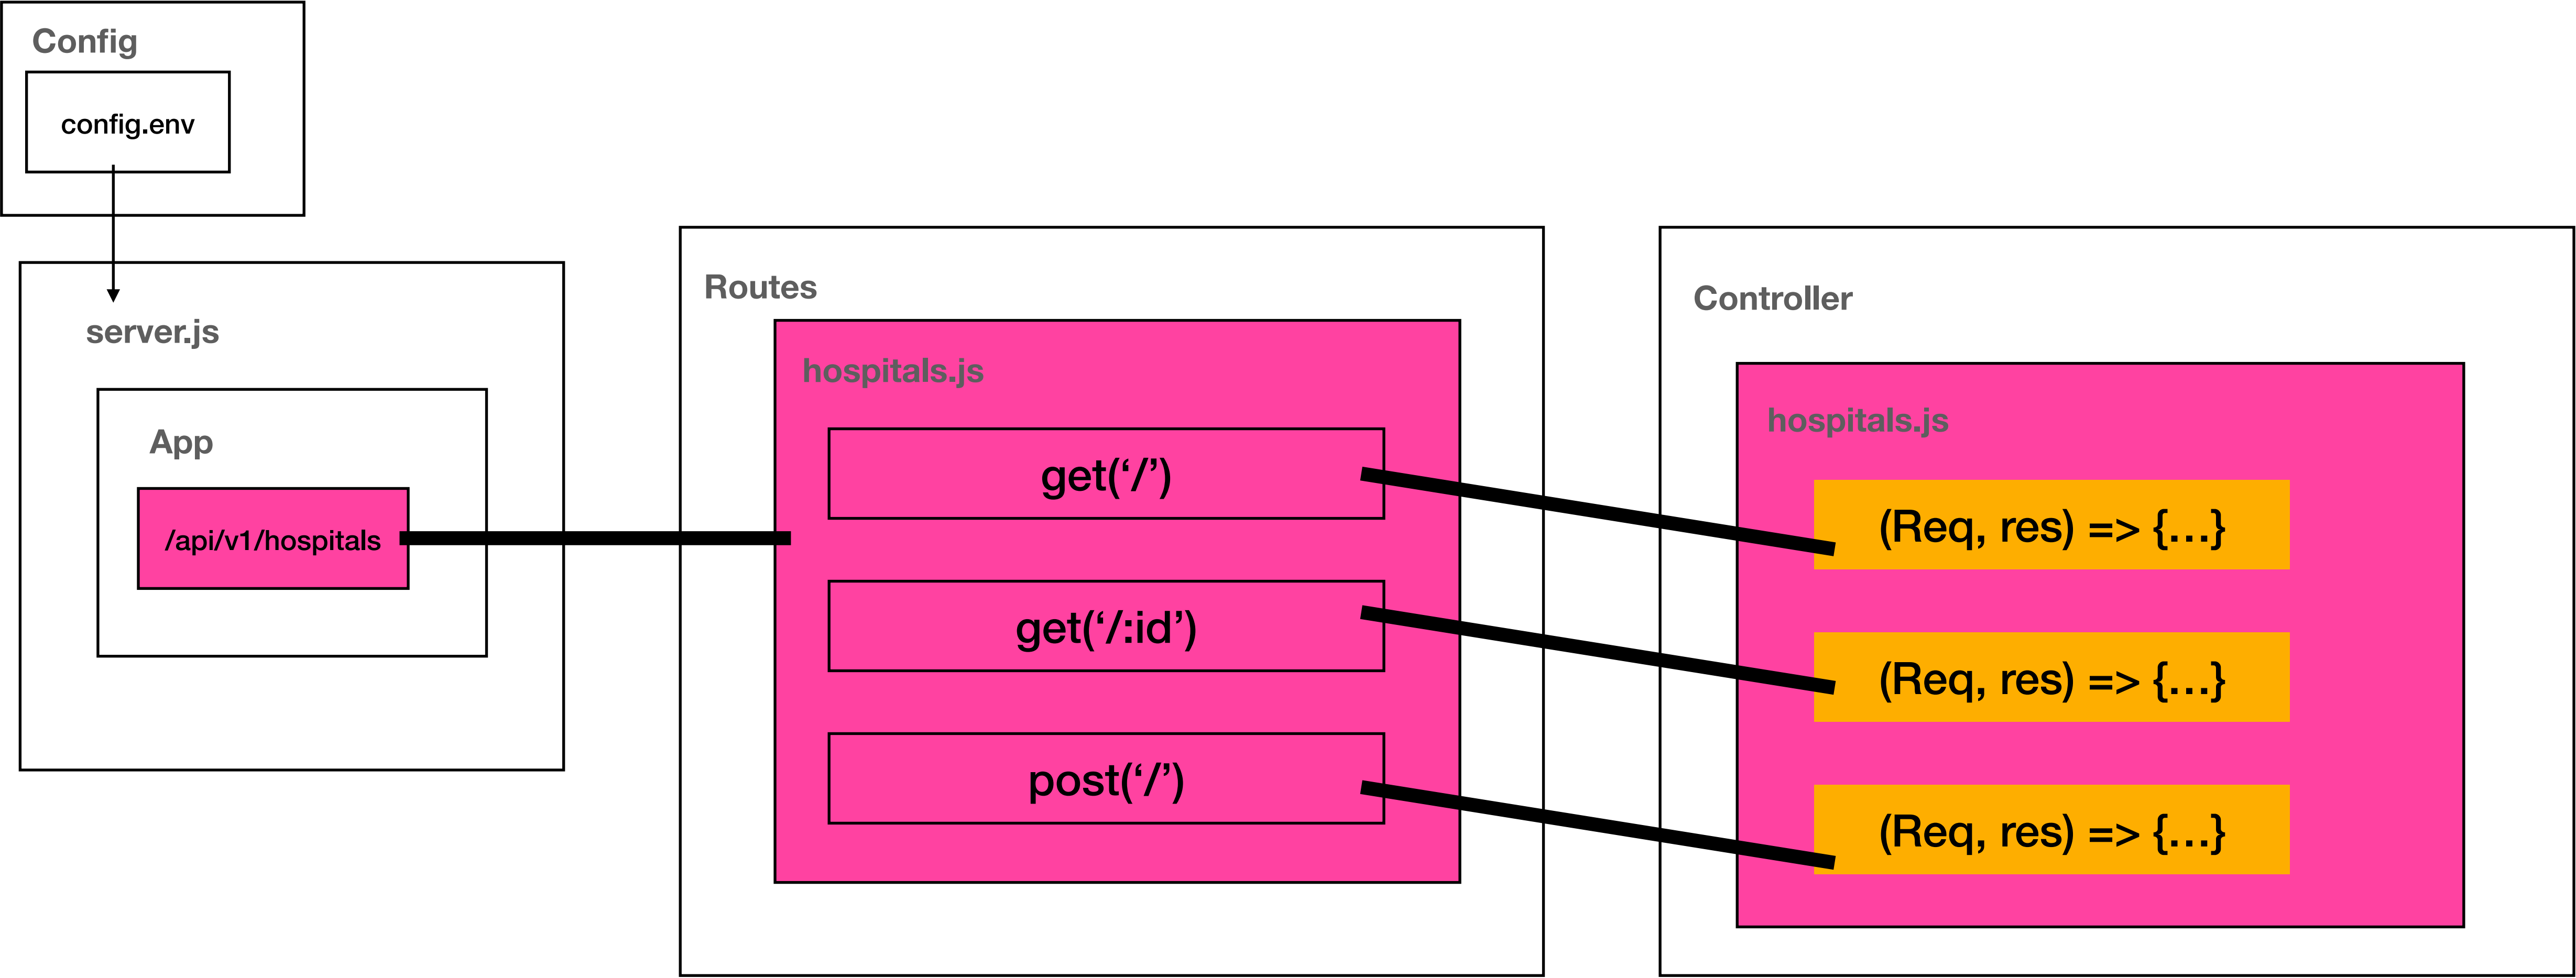 Config
config.env
server.js
App
/api/v1/hospitals
Routes
hospitals.js
get(‘/’)
get(‘/:id’)
post(‘/’)
Controller
hospitals.js
(Req, res) => {…}
(Req, res) => {…}
(Req, res) => {…}